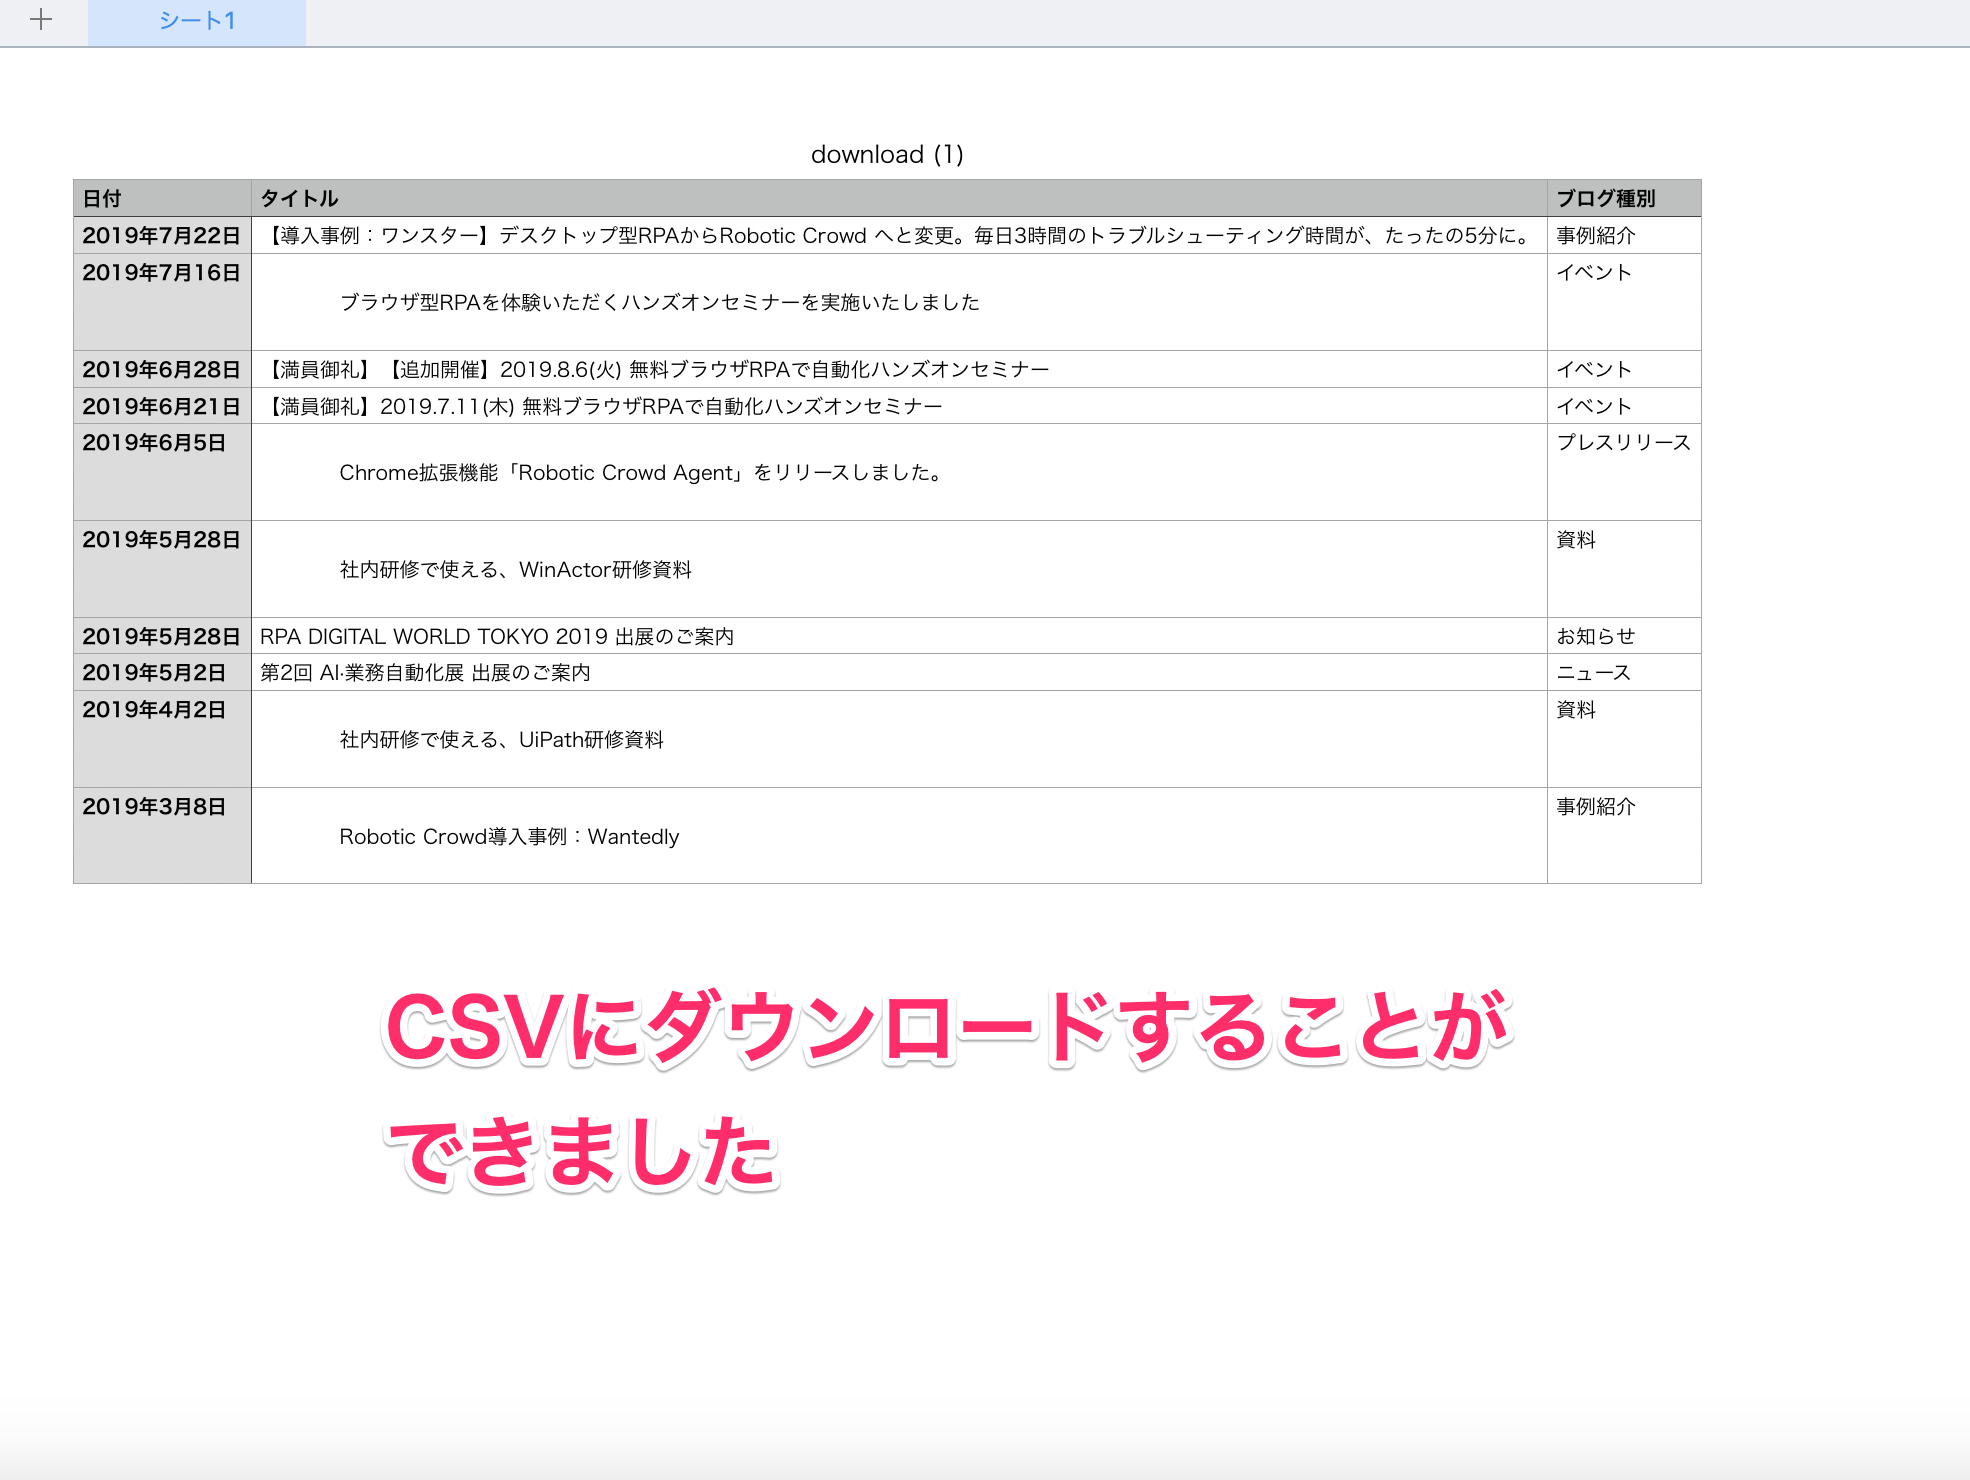 シート1
download (1)
日付 タイトル ブログ種別
2019年7月22日 【導入事例：ワンスター】デスクトップ型RPAからRobotic Crowd へと変更。毎日3時間のトラブルシューティング時間が、たったの5分に。 事例紹介
2019年7月16日 ブラウザ型RPAを体験いただくハンズオンセミナーを実施いたしました イベント
2019年6月28日 【満員御礼】【追加開催】2019.8.6(火) 無料ブラウザRPAで自動化ハンズオンセミナー イベント
2019年6月21日 【満員御礼】2019.7.11(木) 無料ブラウザRPAで自動化ハンズオンセミナー イベント
2019年6月5日 Chrome拡張機能「Robotic Crowd Agent」をリリースしました。 プレスリリース
2019年5月28日 社内研修で使える、WinActor研修資料 資料
2019年5月28日 RPA DIGITAL WORLD TOKYO 2019 出展のご案内 お知らせ
2019年5月2日 第2回 AI·業務自動化展 出展のご案内 ニュース
2019年4月2日 社内研修で使える、UiPath研修資料 資料
2019年3月8日 Robotic Crowd導入事例：Wantedly 事例紹介
CSVにダウンロードすることが
できました